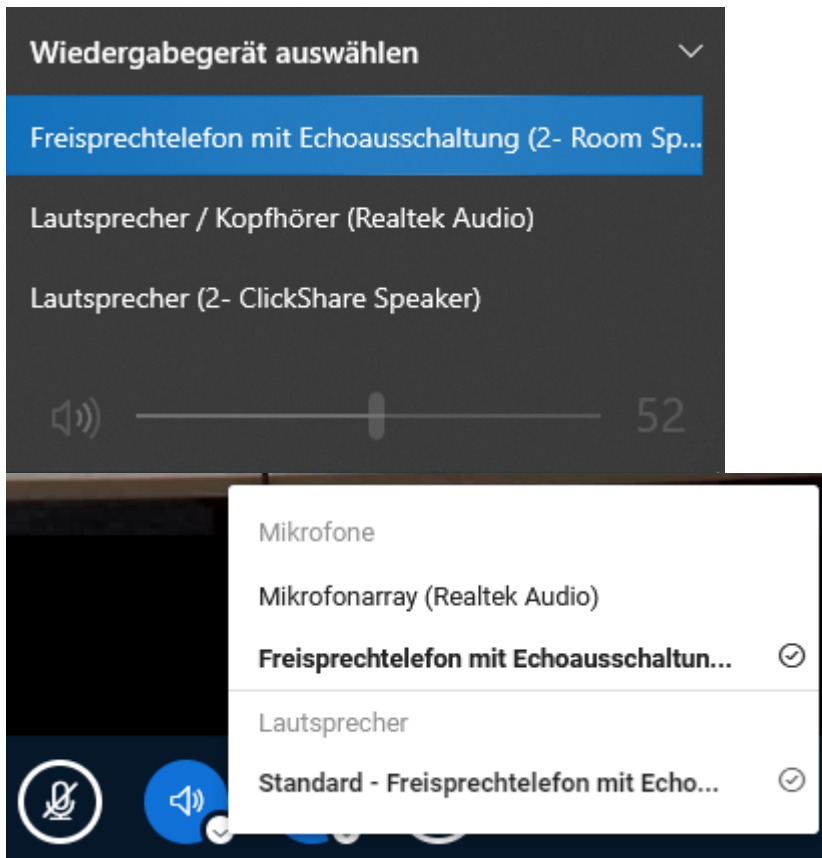 Wiedergabegerät auswählen
Freisprechtelefon mit Echoausschaltung (2- Room Sp...
Lautsprecher / Kopfhörer (Realtek Audio)
Lautsprecher (2- ClickShare Speaker)
52
Mikrofone
Mikrofonarray (Realtek Audio)
Freisprechtelefon mit Echoausschaltun...
Lautsprecher
Standard - Freisprechtelefon mit Echo...